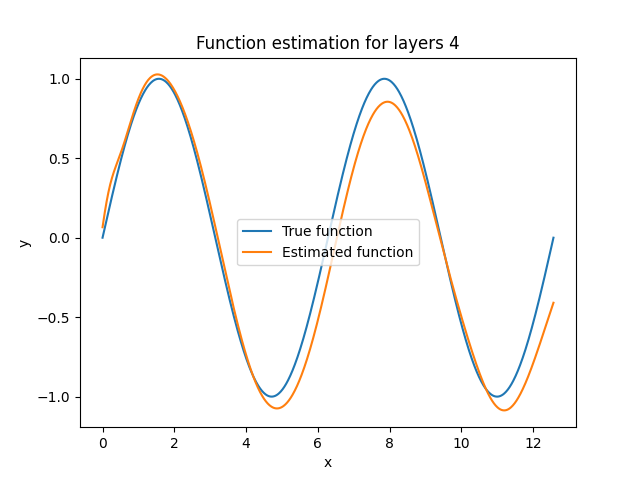 Function estimation for layers 4
1.0
0.5
0.0
−0.5
−1.0
y
True function
Estimated function
0 2 4 6 8 10 12
x